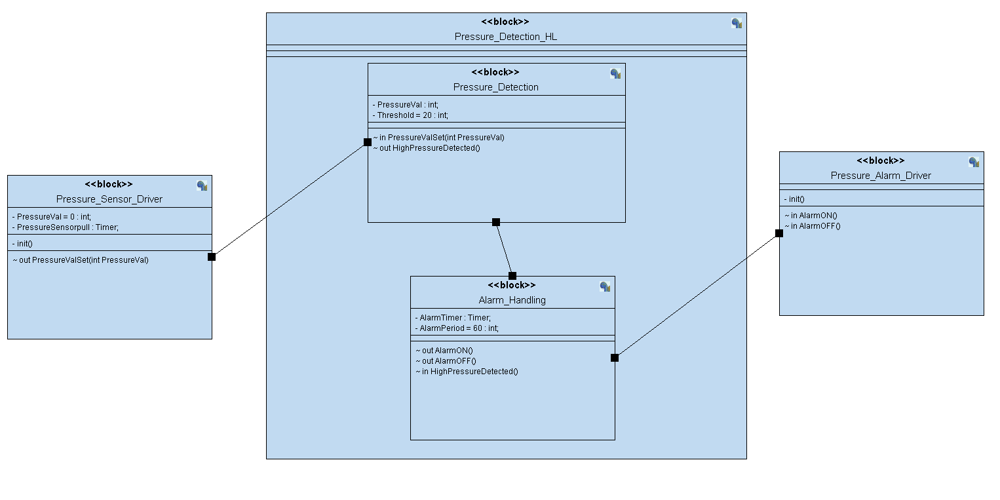 <<block>>
Pressure_Detection_HL
<<block>>
Pressure_Detection
- PressureVal : int;
- Threshold = 20 : int;
~ in PressureValSet(int PressureVal)
~ out HighPressureDetected()
<<block>>
Pressure_Sensor_Driver
- PressureVal = 0 : int;
- PressureSensorpull : Timer;
- init()
~ out PressureValSet(int PressureVal)
<<block>>
Alarm_Handling
- AlarmTimer : Timer;
- AlarmPeriod = 60 : int;
~ out AlarmON()
~ out AlarmOFF()
~ in HighPressureDetected()
<<block>>
Pressure_Alarm_Driver
- init()
~ in AlarmON()
~ in AlarmOFF()